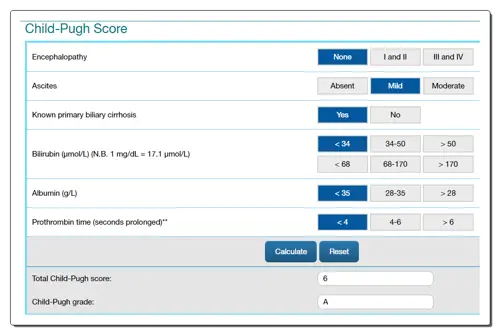 Child-Pugh Score
Encephalopathy None I and II III and IV
Ascites Absent Mild Moderate
Known primary biliary cirrhosis Yes No
Bilirubin (µmol/L) (N.B. 1 mg/dL = 17.1 µmol/L) < 34 34-50 > 50
< 68 68-170 > 170
Albumin (g/L) < 35 28-35 > 28
Prothrombin time (seconds prolonged)** < 4 4-6 > 6
Calculate Reset
Total Child-Pugh score: 6
Child-Pugh grade: A